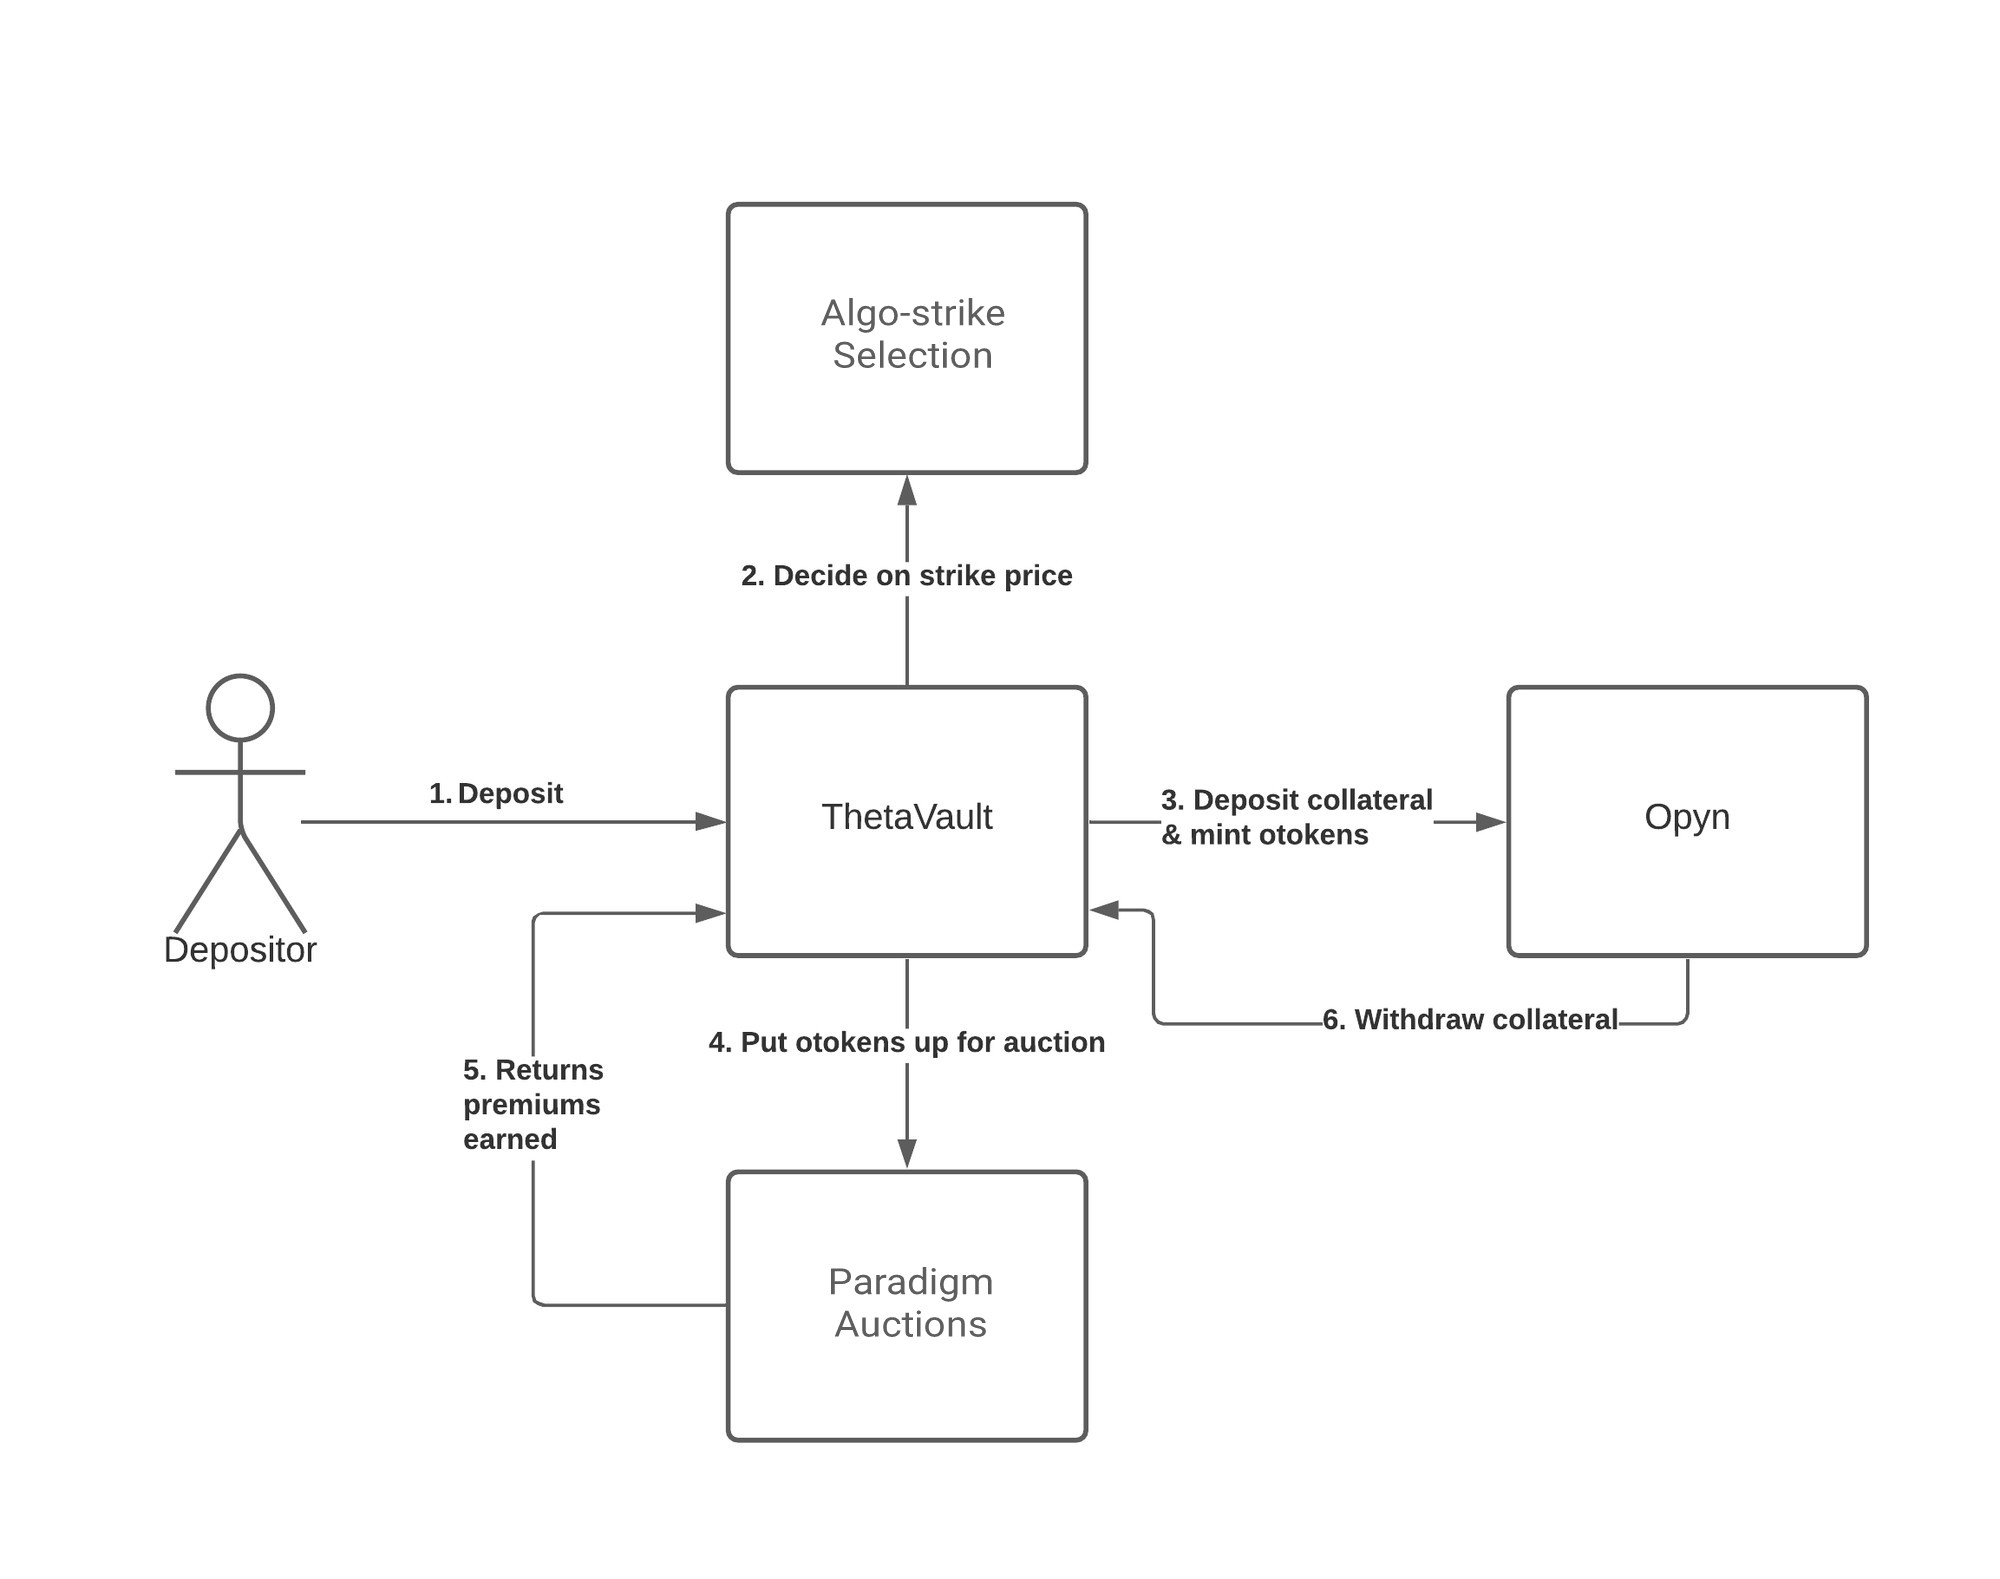 Algo-strike
Selection
2. Decide on strike price
Depositor
1. Deposit
ThetaVault
3. Deposit collateral
& mint otokens
Opyn
6. Withdraw collateral
4. Put otokens up for auction
5. Returns
premiums
earned
Paradigm
Auctions